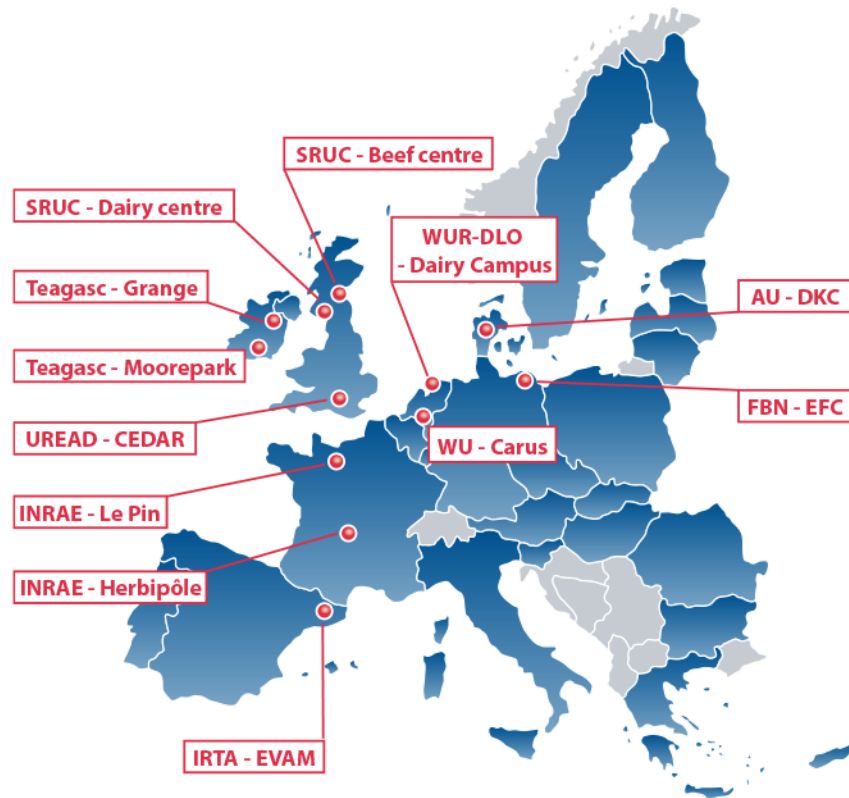 SRUC - Beef centre
SRUC - Dairy centre
WUR-DLO
- Dairy Campus
Teagasc - Grange
AU - DKC
Teagasc - Moorepark
FBN - EFC
UREAD - CEDAR
WU - Carus
INRAE - Le Pin
INRAE - Herbipôle
IRTA - EVAM